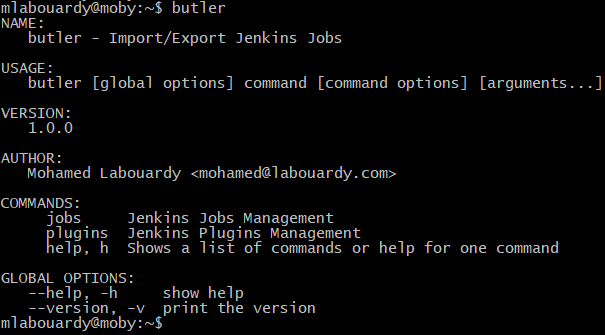 mlabouardy@moby:~$ butler
NAME:
   butler - Import/Export Jenkins Jobs
USAGE:
   butler [global options] command [command options] [arguments...]
VERSION:
   1.0.0
AUTHOR:
   Mohamed Labouardy <mohamed@labouardy.com>
COMMANDS:
     jobs     Jenkins Jobs Management
     plugins  Jenkins Plugins Management
     help, h  Shows a list of commands or help for one command
GLOBAL OPTIONS:
   --help, -h     show help
   --version, -v  print the version
mlabouardy@moby:~$